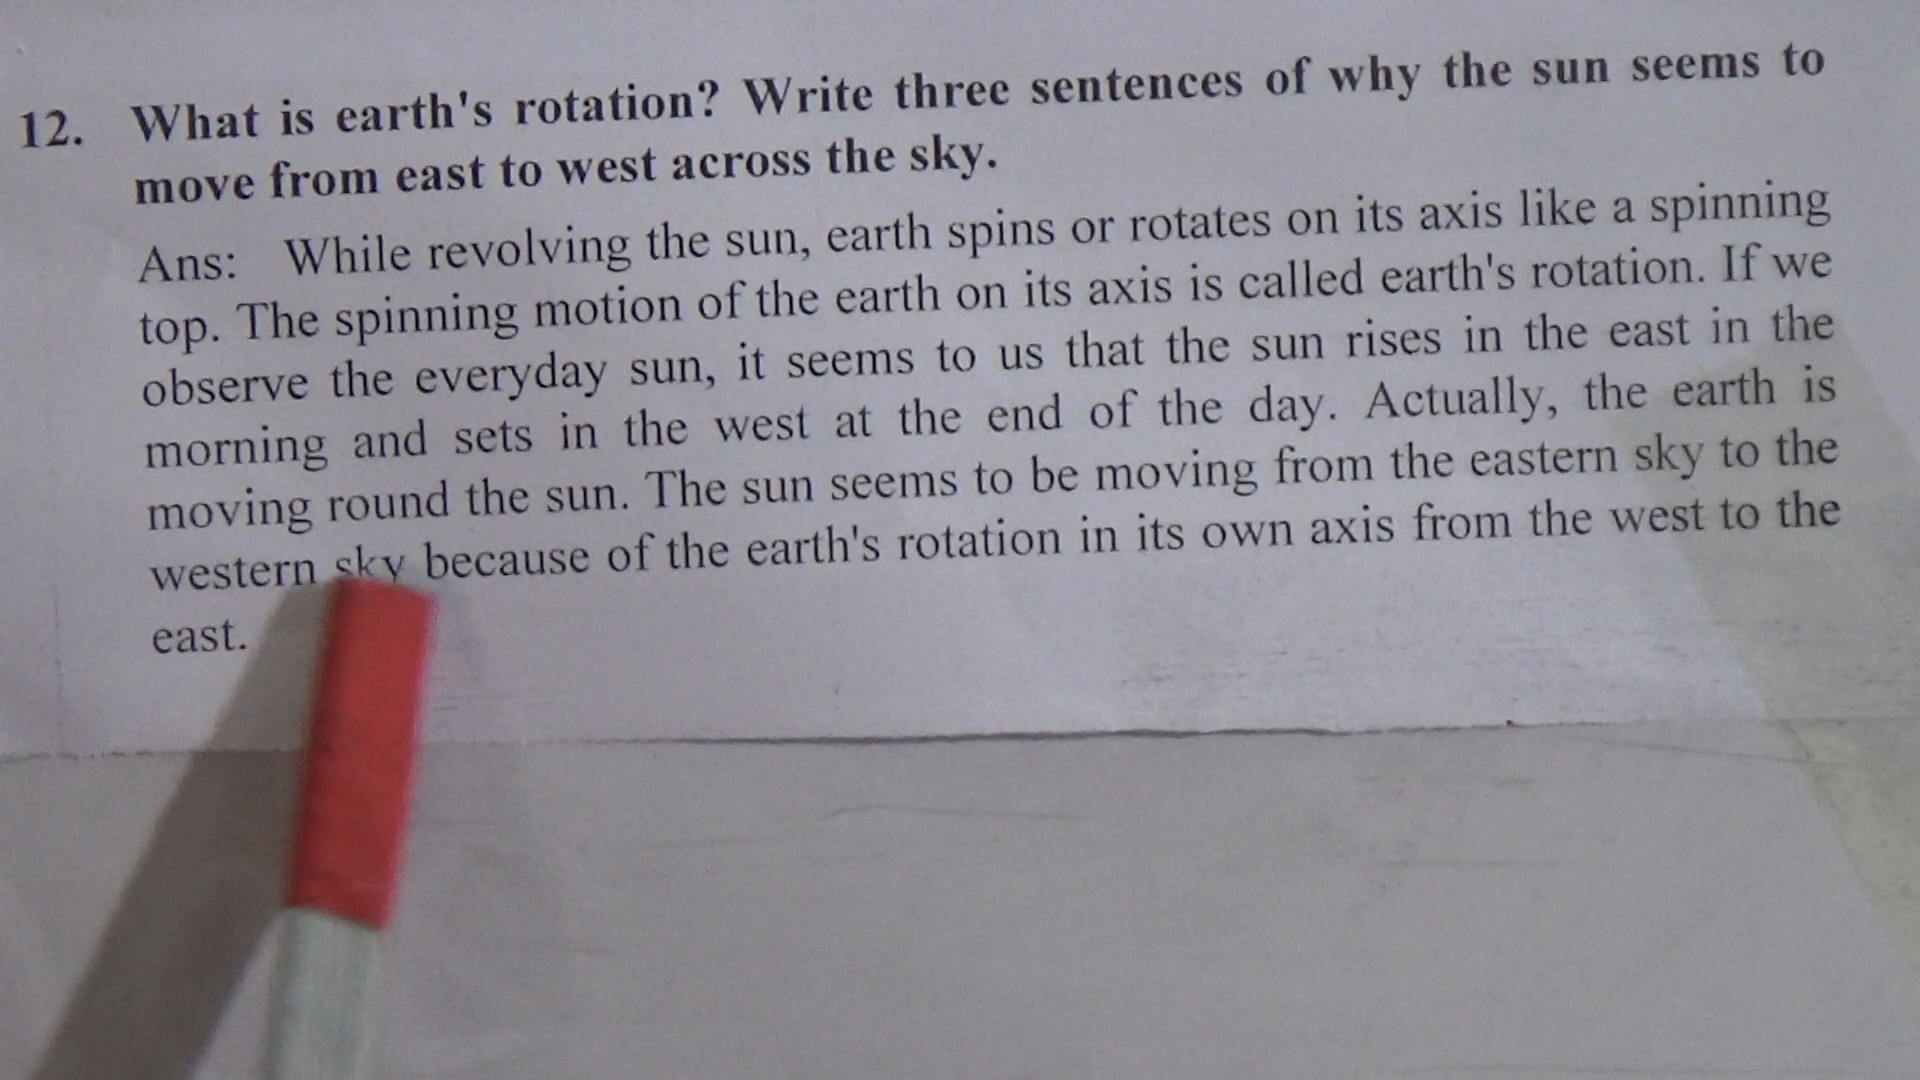 12. What is earth's rotation? Write three sentences of why the sun seems to
move from east to west across the sky.
Ans: While revolving the sun, earth spins or rotates on its axis like a spinning
top. The spinning motion of the earth on its axis is called earth's rotation. If we
observe the everyday sun, it seems to us that the sun rises in the east in the
morning and sets in the west at the end of the day. Actually, the earth is
moving round the sun. The sun seems to be moving from the eastern sky to the
western sky because of the earth's rotation in its own axis from the west to the
east.